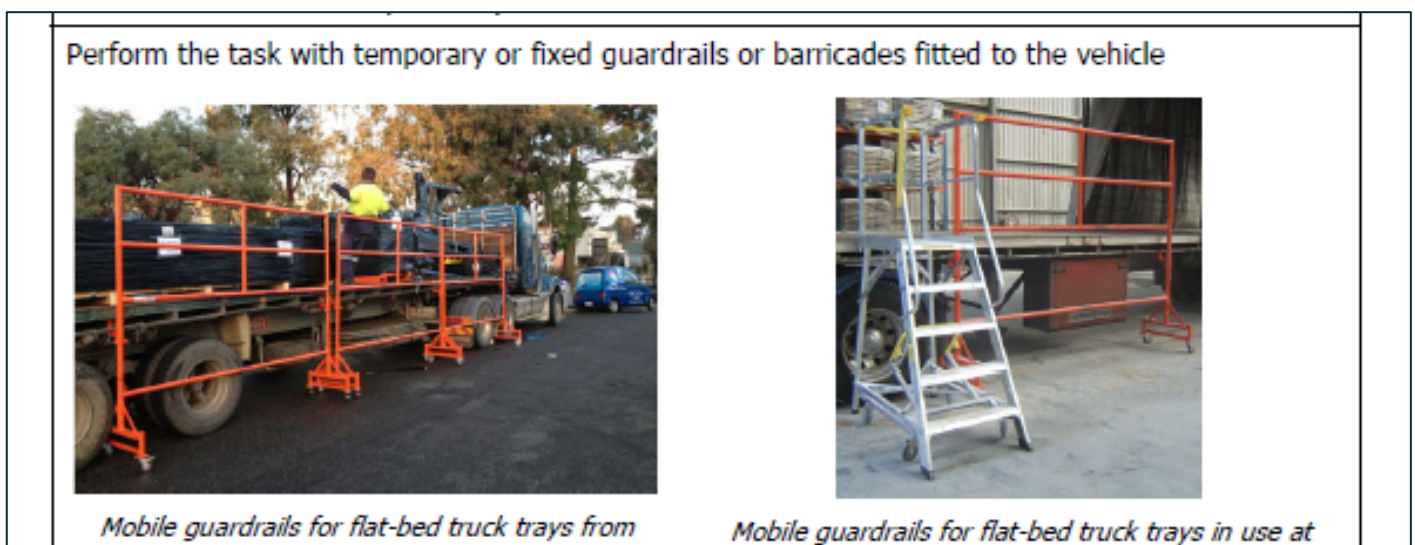 Perform the task with temporary or fixed guardrails or barricades fitted to the vehicle
Mobile guardrails for flat-bed truck trays from
Mobile guardrails for flat-bed truck trays in use at